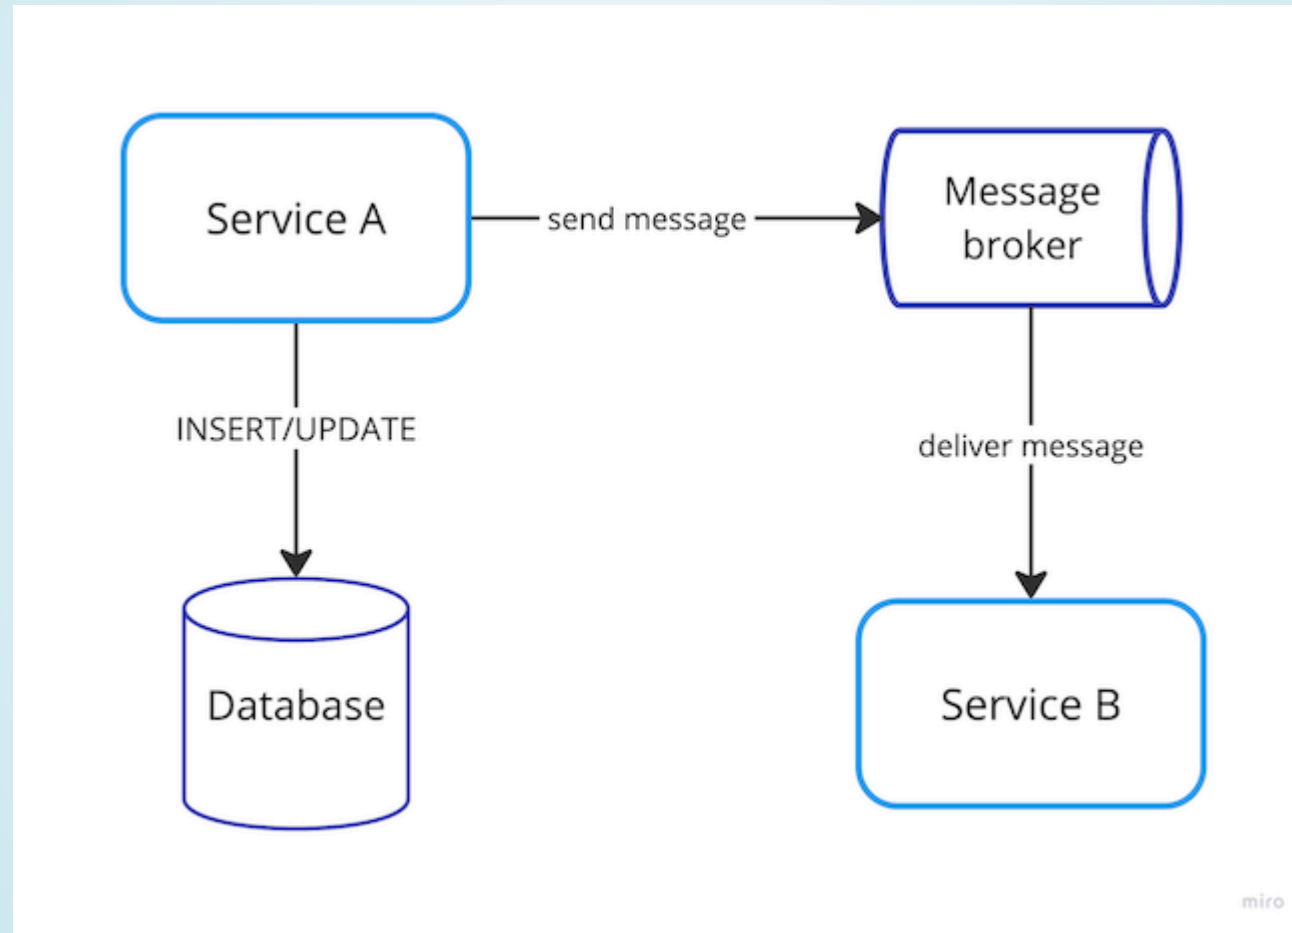 Service A
send message
Message
broker
INSERT/UPDATE
deliver message
Database
Service B
miro